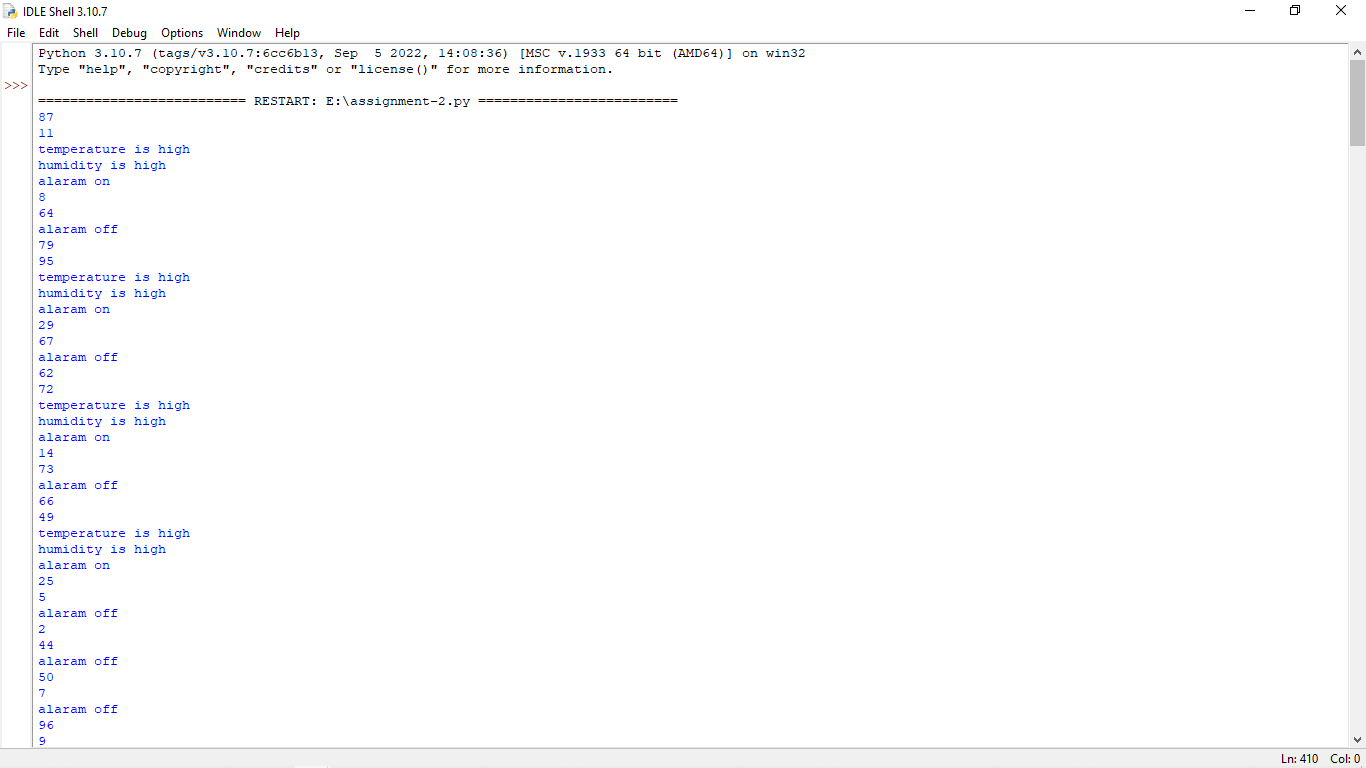 IDLE Shell 3.10.7
File Edit Shell Debug Options Window Help
Python 3.10.7 (tags/v3.10.7:6cc6b13, Sep  5 2022, 14:08:36) [MSC v.1933 64 bit (AMD64)] on win32
Type "help", "copyright", "credits" or "license()" for more information.
>>>
========================== RESTART: E:\assignment-2.py =========================
87
11
temperature is high
humidity is high
alaram on
8
64
alaram off
79
95
temperature is high
humidity is high
alaram on
29
67
alaram off
62
72
temperature is high
humidity is high
alaram on
14
73
alaram off
66
49
temperature is high
humidity is high
alaram on
25
5
alaram off
2
44
alaram off
50
7
alaram off
96
9
Ln: 410 Col: 0